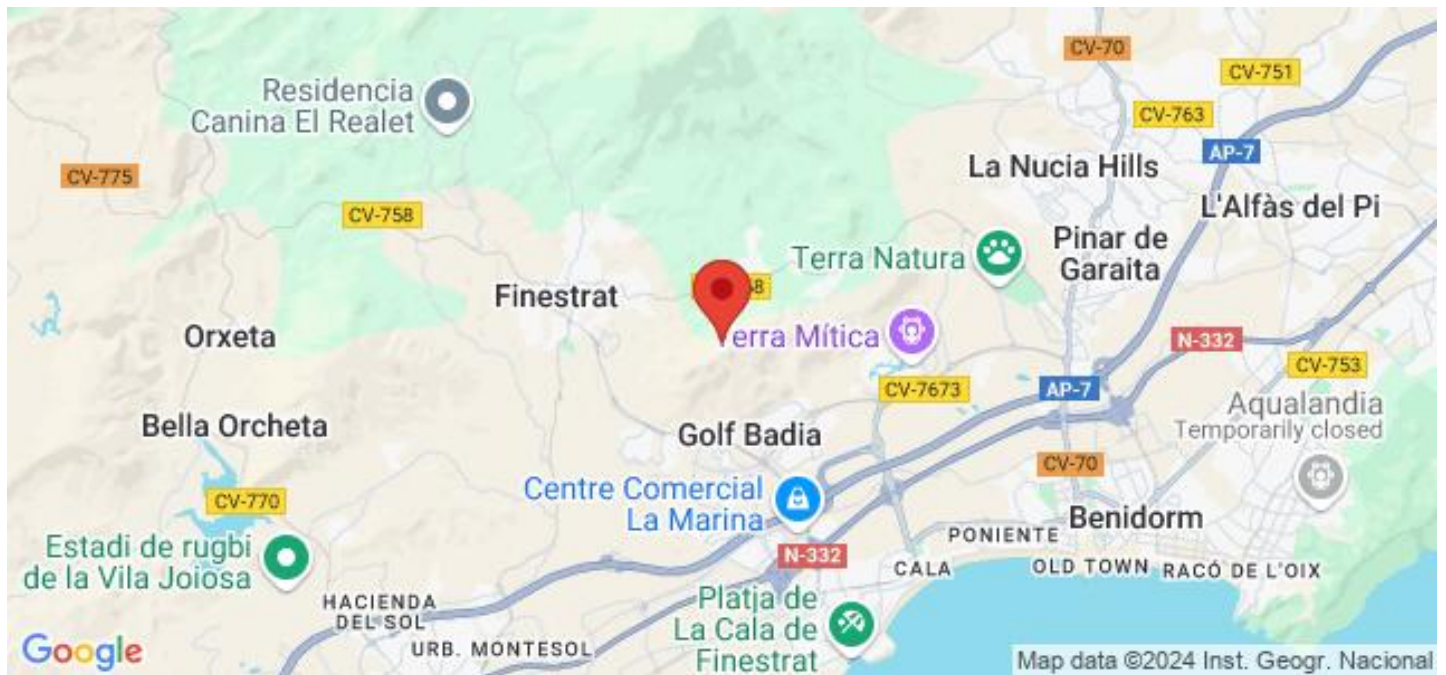 CV-70
CV-751
Residencia
Canina El Realet
CV-763
AP-7
La Nucia Hills
CV-775
L'Alfàs del Pi
CV-758
Pinar de
Garaita
Terra Natura
Finestrat
Orxeta
Terra Mítica
N-332
CV-753
CV-7673
AP-7
Aqualandia
Temporarily closed
Bella Orcheta
Golf Badia
CV-70
Centre Comercial
La Marina
CV-770
Benidorm
PONIENTE
Estadi de rugbi
de la Vila Joiosa
N-332
CALA
OLD TOWN
RACÓ DE L'OIX
HACIENDA
DEL SOL
Platja de
La Cala de
Finestrat
URB. MONTESOL
Google
Map data ©2024 Inst. Geogr. Nacional